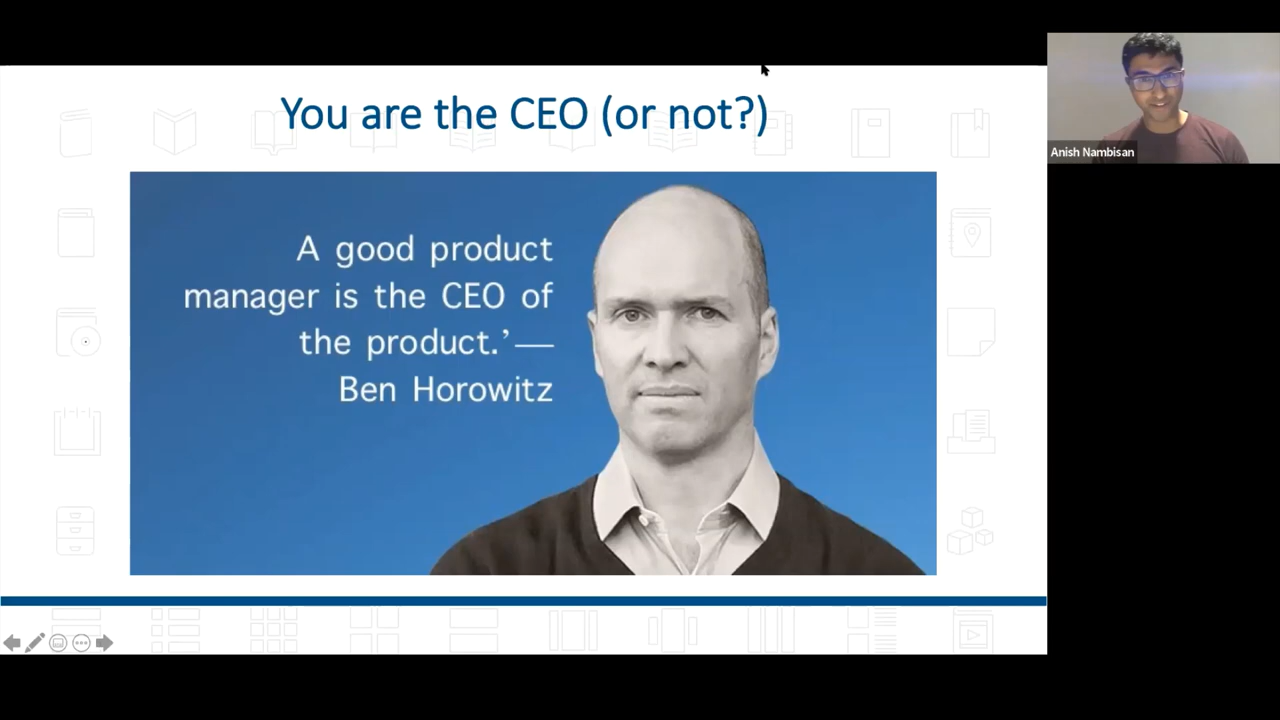 You are the CEO (or not?)
A good product
manager is the CEO of
the product.’—
Ben Horowitz
Anish Nambisan